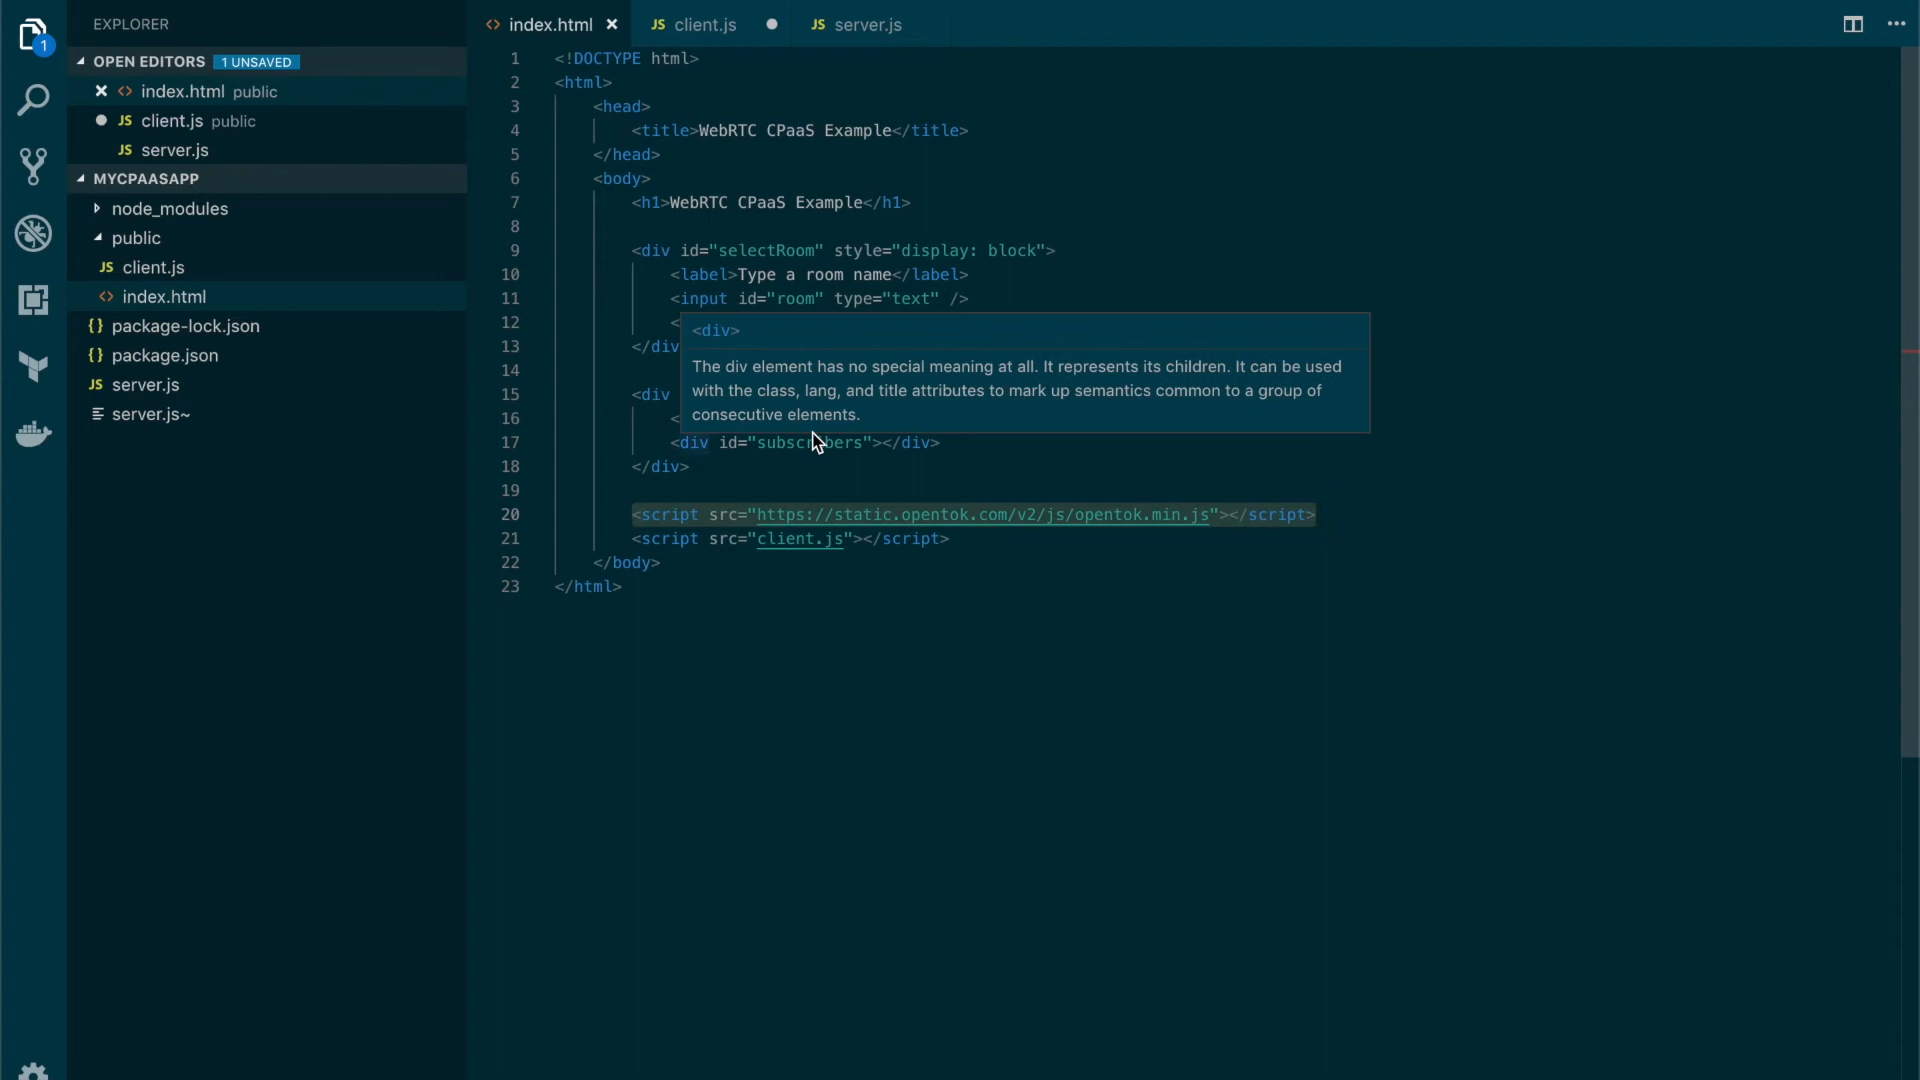 EXPLORER
OPEN EDITORS 1 UNSAVED
index.html public
JS client.js public
JS server.js
MYCPAASAPP
node_modules
public
JS client.js
<> index.html
{} package-lock.json
{} package.json
JS server.js
server.js~
1
<> index.html
JS client.js
JS server.js
1 <!DOCTYPE html>
2 <html>
3 <head>
4 <title>WebRTC CPaaS Example</title>
5 </head>
6 <body>
7 <h1>WebRTC CPaaS Example</h1>
8
9 <div id="selectRoom" style="display: block">
10 <label>Type a room name</label>
11 <input id="room" type="text" />
12 <
13 </div
14
15 <div
16 <
17 <div id="subscribers"></div>
18 </div>
19
20 <script src="https://static.opentok.com/v2/js/opentok.min.js"></script>
21 <script src="client.js"></script>
22 </body>
23 </html>
<div>
The div element has no special meaning at all. It represents its children. It can be used
with the class, lang, and title attributes to mark up semantics common to a group of
consecutive elements.